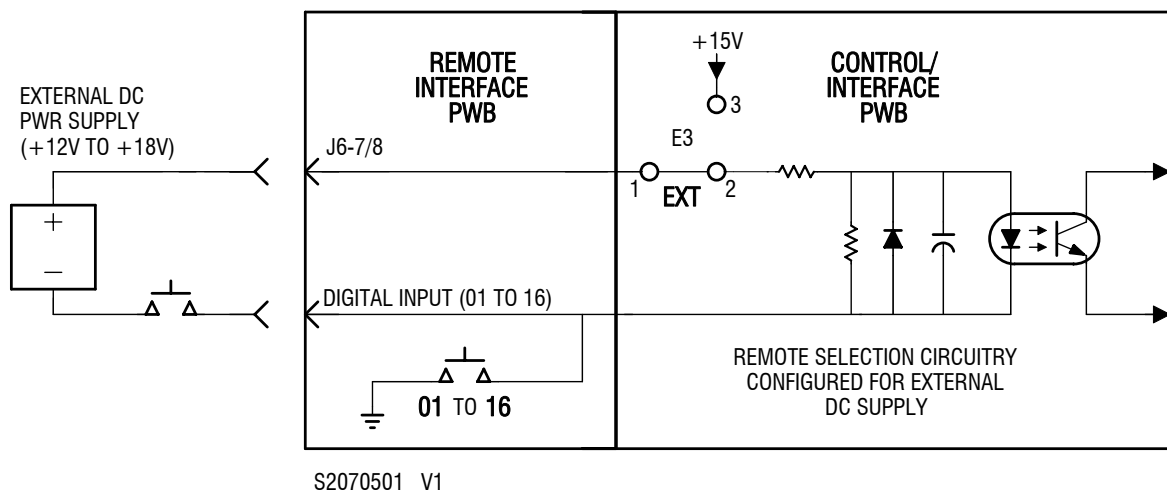 EXTERNAL DC
PWR SUPPLY
(+12V TO +18V)
+
—
REMOTE
INTERFACE
PWB
J6-7/8
DIGITAL INPUT (01 TO 16)
01 TO 16
+15V
3
E3
1
2
EXT
CONTROL/
INTERFACE
PWB
REMOTE SELECTION CIRCUITRY
CONFIGURED FOR EXTERNAL
DC SUPPLY
S2070501 V1